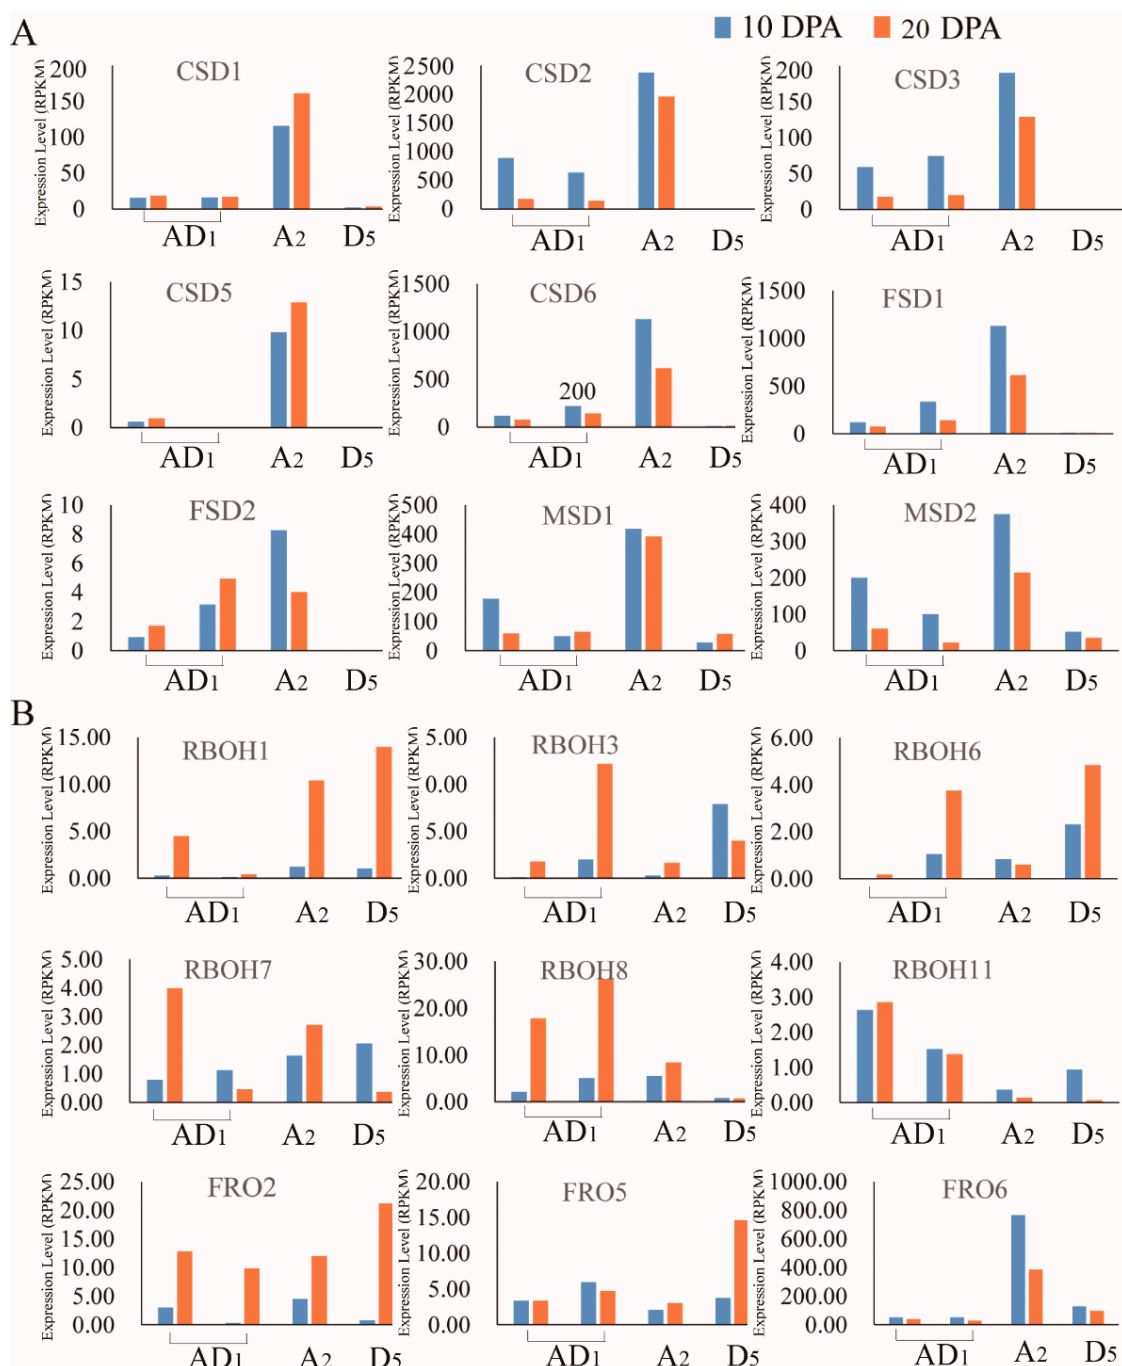 A
10 DPA 20 DPA
Expression Level (RPKM)
200
150
100
50
0
CSD1
AD1 A2 D5
Expression Level (RPKM)
2500
2000
1500
1000
500
0
CSD2
AD1 A2 D5
Expression Level (RPKM)
200
150
100
50
0
CSD3
AD1 A2 D5
Expression Level (RPKM)
15
10
5
0
CSD5
AD1 A2 D5
Expression Level (RPKM)
1500
1000
500
0
CSD6
200
AD1 A2 D5
Expression Level (RPKM)
1500
1000
500
0
FSD1
AD1 A2 D5
Expression Level (RPKM)
10
8
6
4
2
0
FSD2
AD1 A2 D5
Expression Level (RPKM)
500
400
300
200
100
0
MSD1
AD1 A2 D5
Expression Level (RPKM)
400
300
200
100
0
MSD2
AD1 A2 D5
B
Expression Level (RPKM)
15.00
10.00
5.00
0.00
RBOH1
AD1 A2 D5
Expression Level (RPKM)
5.00
0.00
5.00
0.00
RBOH3
AD1 A2 D5
Expression Level (RPKM)
6.00
4.00
2.00
0.00
RBOH6
AD1 A2 D5
Expression Level (RPKM)
5.00
4.00
3.00
2.00
1.00
0.00
RBOH7
AD1 A2 D5
Expression Level (RPKM)
30.00
20.00
10.00
0.00
RBOH8
AD1 A2 D5
Expression Level (RPKM)
4.00
3.00
2.00
1.00
0.00
RBOH11
AD1 A2 D5
Expression Level (RPKM)
25.00
20.00
15.00
10.00
5.00
0.00
FRO2
AD1 A2 D5
Expression Level (RPKM)
20.00
15.00
10.00
5.00
0.00
FRO5
AD1 A2 D5
Expression Level (RPKM)
1000.00
800.00
600.00
400.00
200.00
0.00
FRO6
AD1 A2 D5